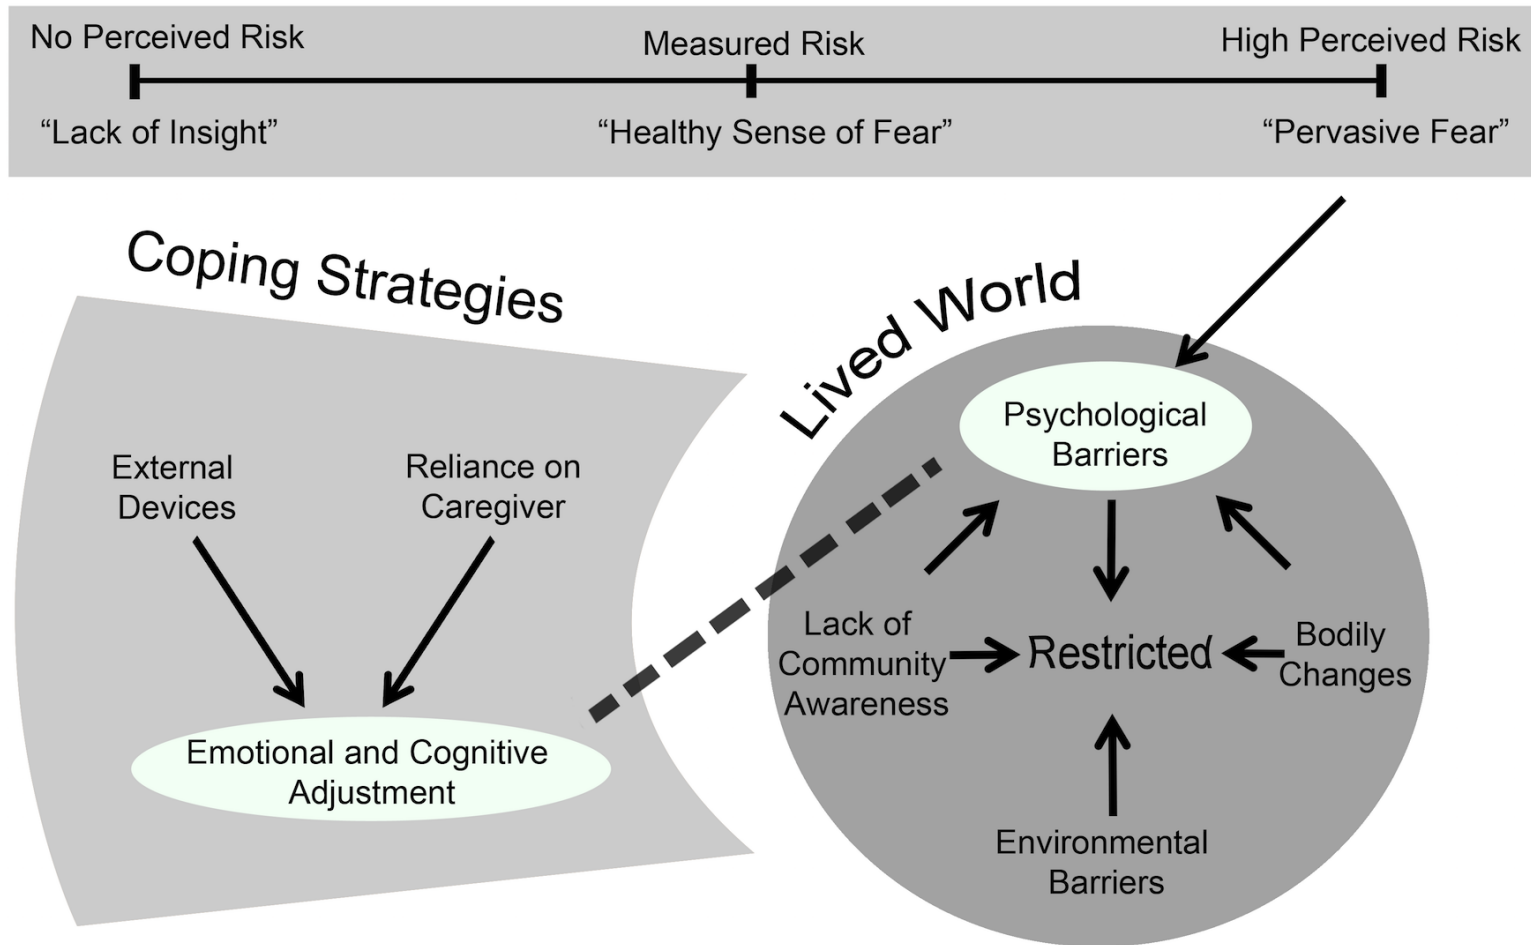 No Perceived Risk
Measured Risk
High Perceived Risk
“Lack of Insight”
“Healthy Sense of Fear”
“Pervasive Fear”
Coping Strategies
External
Devices
Reliance on
Caregiver
Emotional and Cognitive
Adjustment
Lived World
Psychological
Barriers
Lack of
Community
Awareness
Restricted
Bodily
Changes
Environmental
Barriers